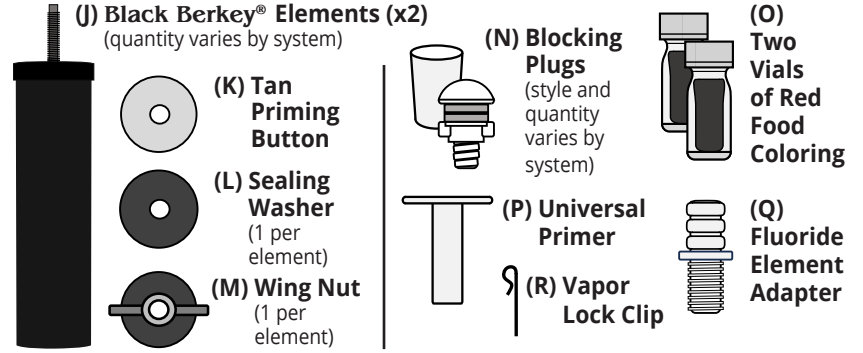 (J) Black Berkey® Elements (x2)
(quantity varies by system)
(K) Tan
Priming
Button
(L) Sealing
Washer
(1 per
element)
(M) Wing Nut
(1 per
element)
(N) Blocking
Plugs
(style and
quantity
varies by
system)
(O)
Two
Vials
of Red
Food
Coloring
(P) Universal
Primer
(Q)
Fluoride
Element
Adapter
(R) Vapor
Lock Clip